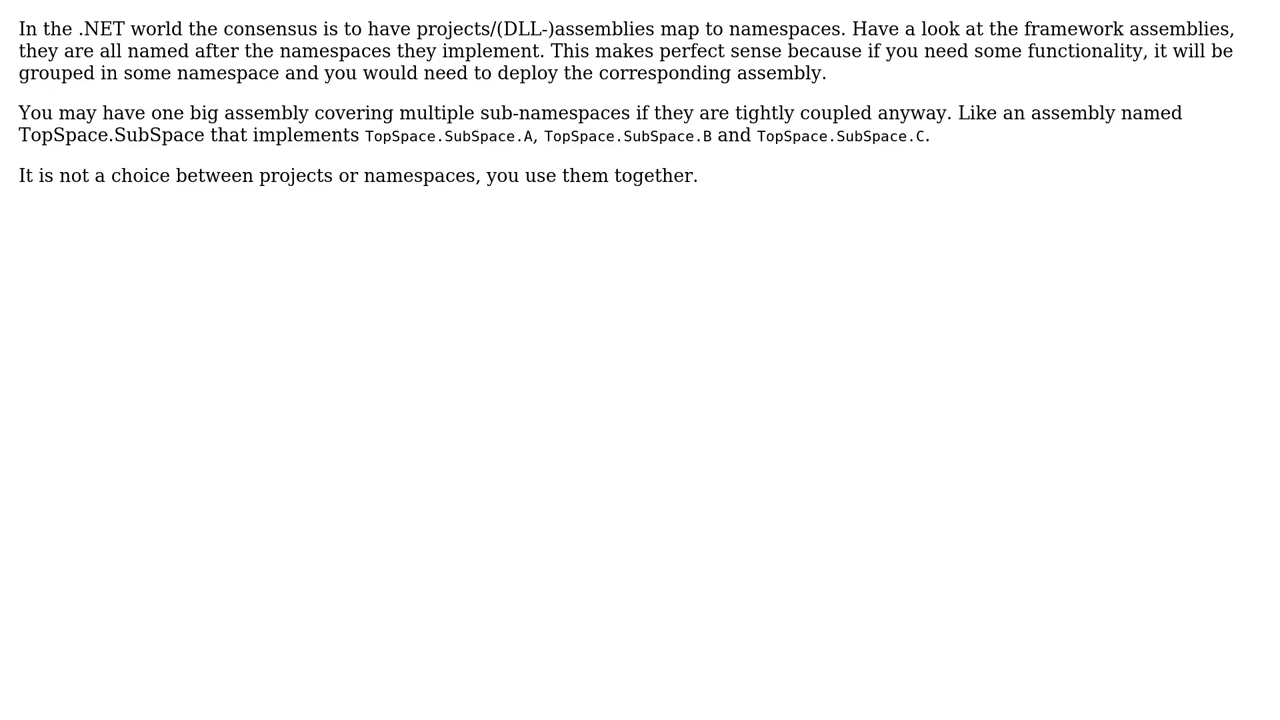 In the .NET world the consensus is to have projects/(DLL-)assemblies map to namespaces. Have a look at the framework assemblies,
they are all named after the namespaces they implement. This makes perfect sense because if you need some functionality, it will be
grouped in some namespace and you would need to deploy the corresponding assembly.
You may have one big assembly covering multiple sub-namespaces if they are tightly coupled anyway. Like an assembly named
TopSpace.SubSpace that implements TopSpace.SubSpace.A, TopSpace.SubSpace.B and TopSpace.SubSpace.C.
It is not a choice between projects or namespaces, you use them together.